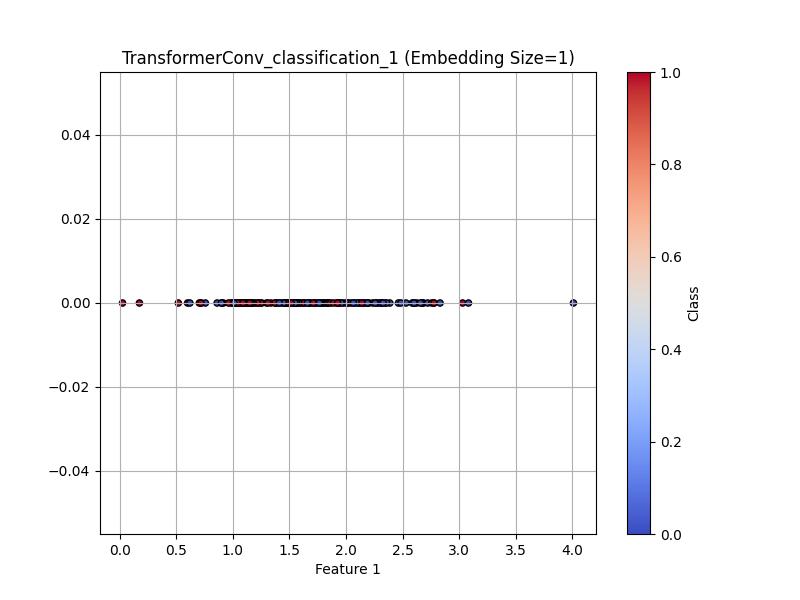 TransformerConv_classification_1 (Embedding Size=1)
0.04
0.02
0.00
−0.02
−0.04
0.0 0.5 1.0 1.5 2.0 2.5 3.0 3.5 4.0
Feature 1
1.0
0.8
0.6
0.4
0.2
0.0
Class